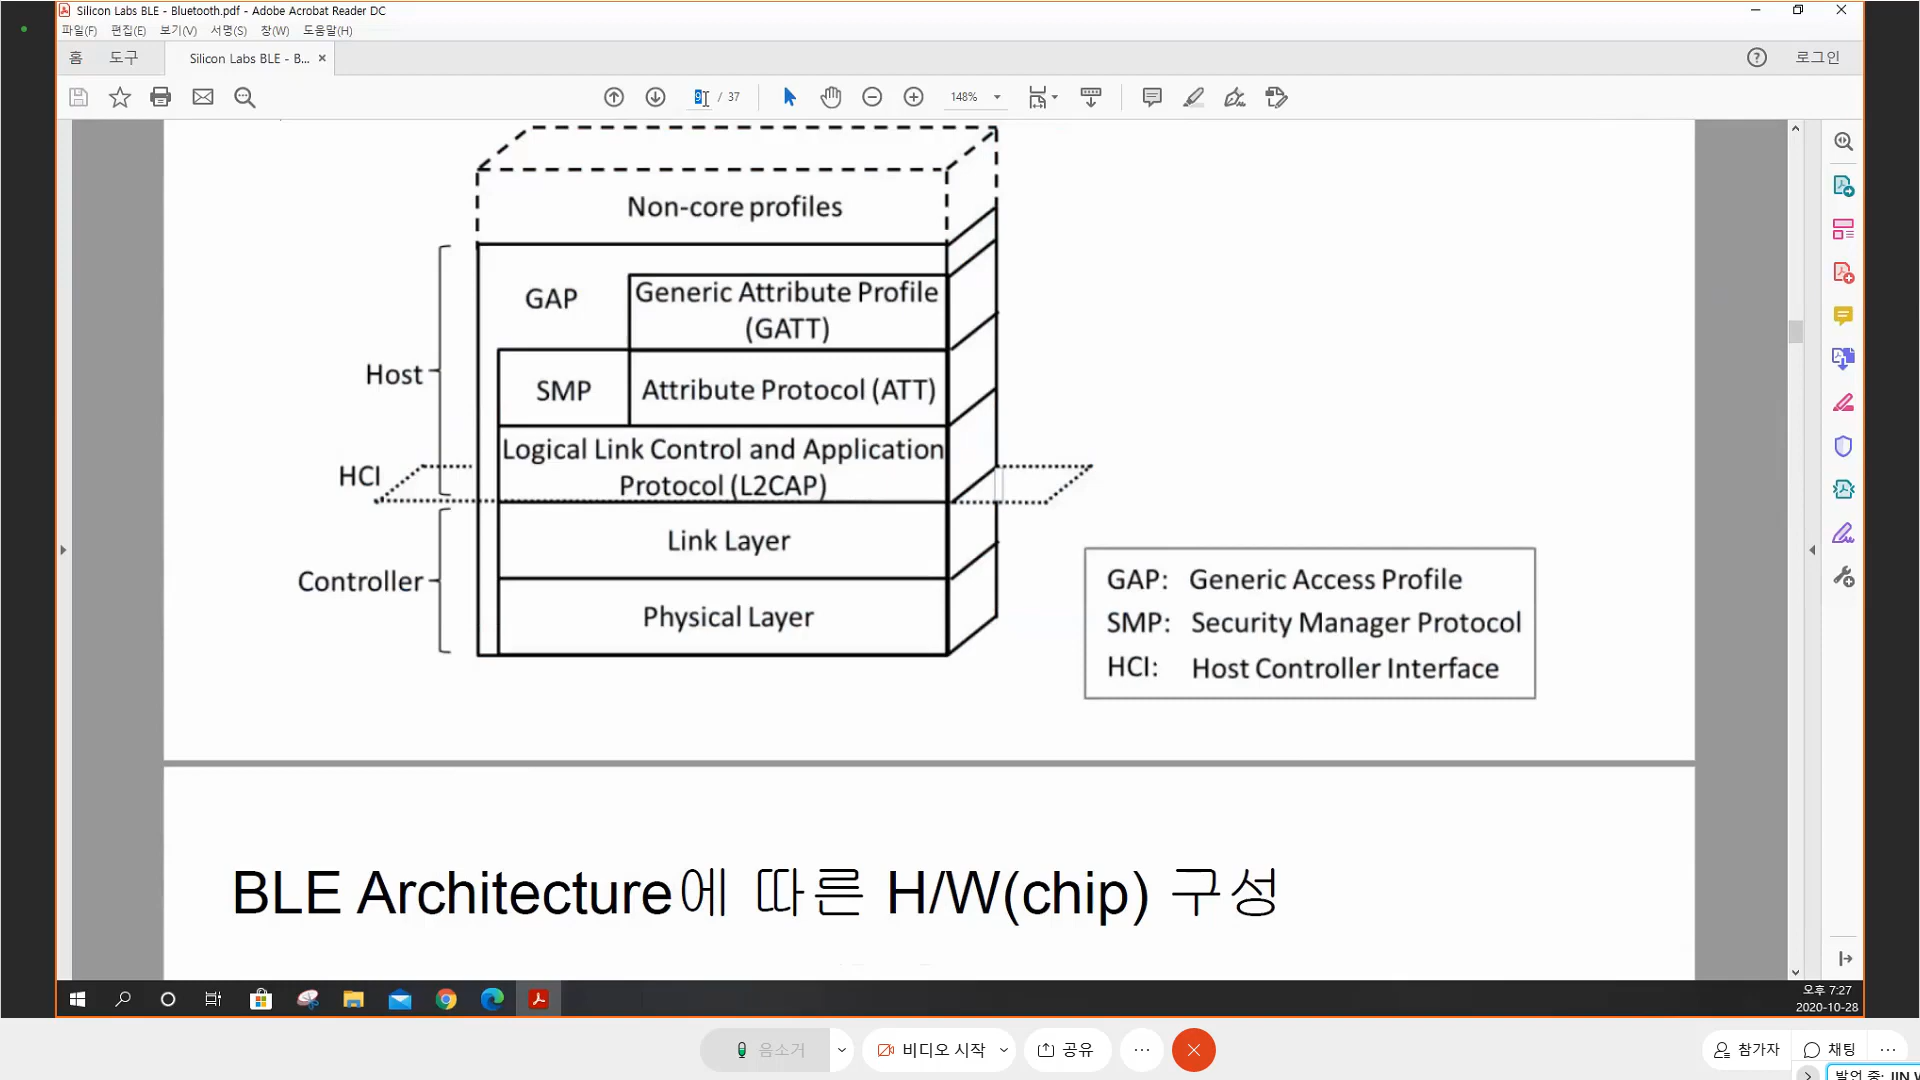 Silicon Labs BLE - Bluetooth.pdf - Adobe Acrobat Reader DC
파일(F) 편집(E) 보기(V) 서명(S) 창(W) 도움말(H)
홈 도구 Silicon Labs BLE - B... × 로그인
9 / 37 148%
Non-core profiles
GAP
Generic Attribute Profile
(GATT)
Host
SMP
Attribute Protocol (ATT)
Logical Link Control and Application
Protocol (L2CAP)
HCI
Link Layer
Controller
Physical Layer
GAP: Generic Access Profile
SMP: Security Manager Protocol
HCI: Host Controller Interface
BLE Architecture에 따른 H/W(chip) 구성
오후 7:27
2020-10-28
음소거 비디오 시작 공유 참가자 채팅
발언 중: JIN